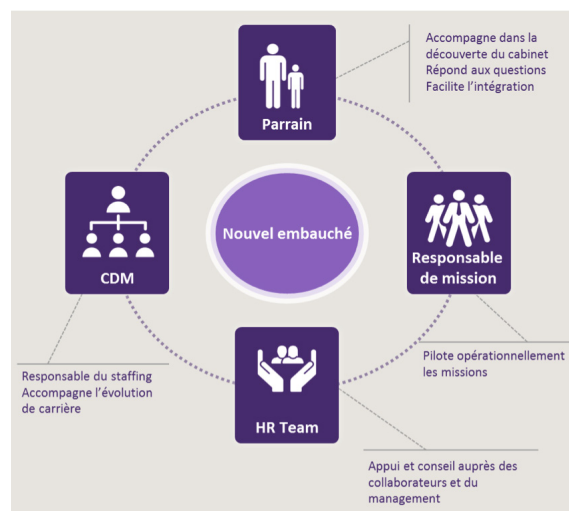 Accompagne dans la
découverte du cabinet
Répond aux questions
Facilite l'intégration
Parrain
Nouvel embauché
CDM
Responsable
de mission
Responsable du staffing
Accompagne l'évolution
de carrière
Pilote opérationnellement
les missions
HR Team
Appui et conseil auprès des
collaborateurs et du
management